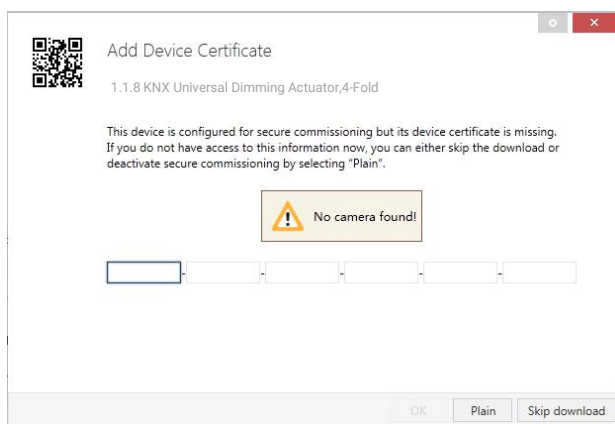 Add Device Certificate
1.1.8 KNX Universal Dimming Actuator,4-Fold
This device is configured for secure commissioning but its device certificate is missing.
If you do not have access to this information now, you can either skip the download or
deactivate secure commissioning by selecting "Plain".
No camera found!
- - - - -
OK Plain Skip download